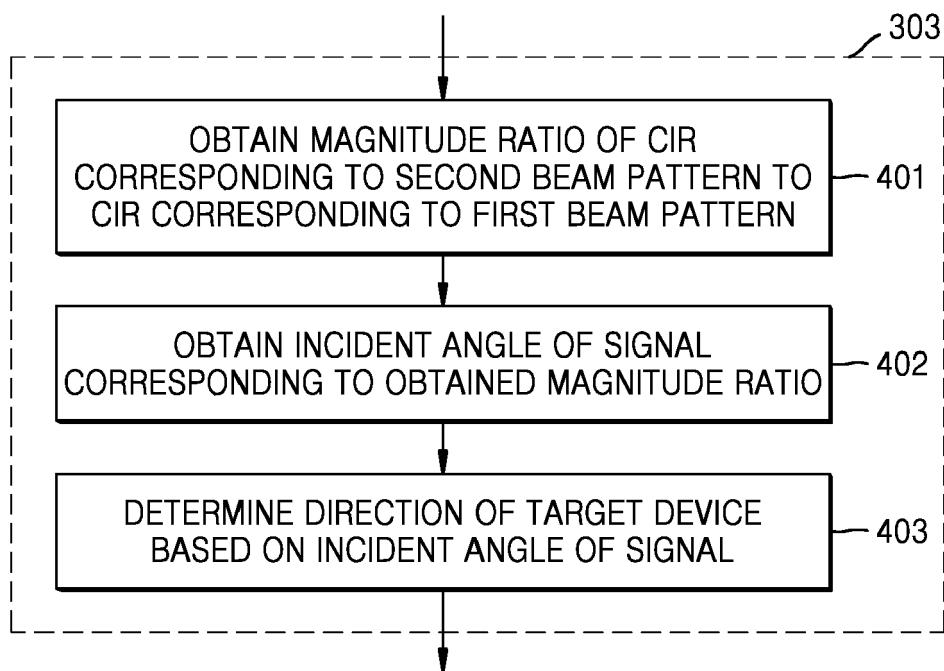 303
OBTAIN MAGNITUDE RATIO OF CIR
CORRESPONDING TO SECOND BEAM PATTERN TO
CIR CORRESPONDING TO FIRST BEAM PATTERN
401
OBTAIN INCIDENT ANGLE OF SIGNAL
CORRESPONDING TO OBTAINED MAGNITUDE RATIO
402
DETERMINE DIRECTION OF TARGET DEVICE
BASED ON INCIDENT ANGLE OF SIGNAL
403